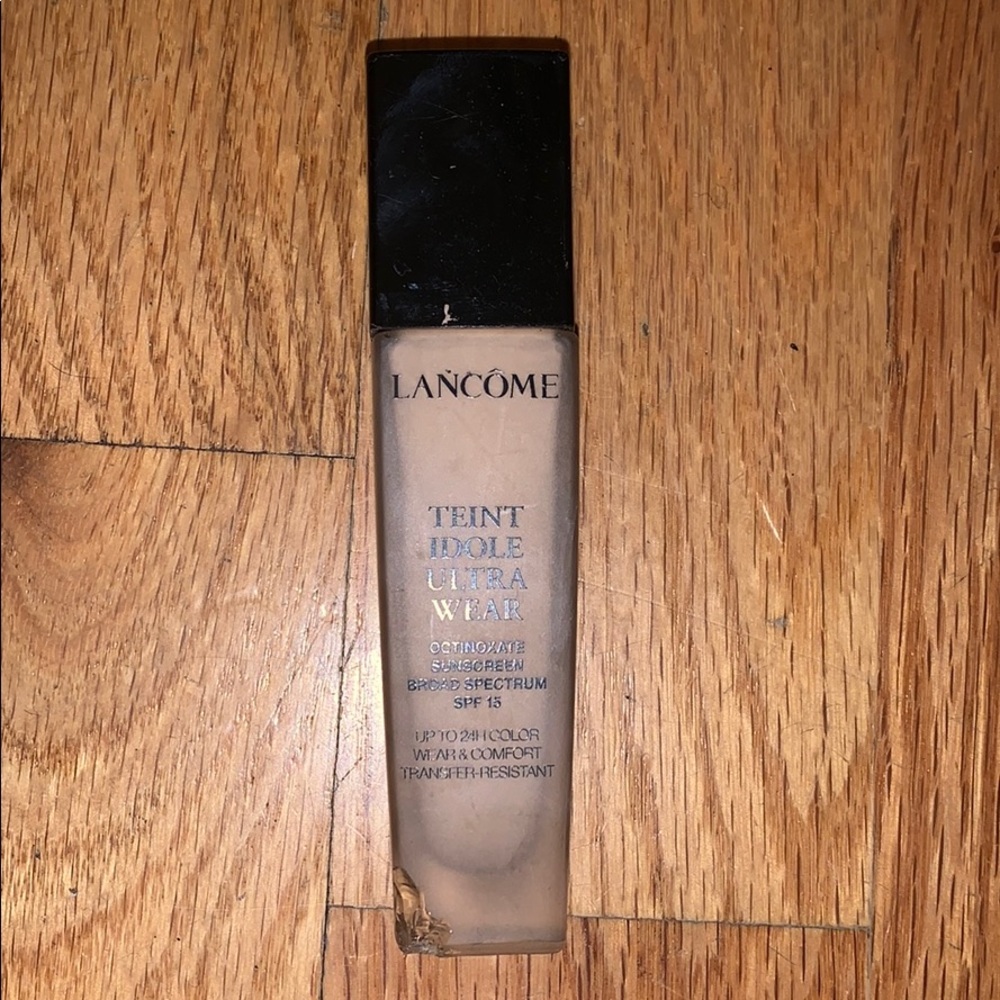 LANCÔME
TEINT
IDOLE
ULTRA
WEAR
OCTINOXATE
SUNSCREEN
BROAD SPECTRUM
SPF 15
UP TO 24H COLOR
WEAR & COMFORT
TRANSFER-RESISTANT